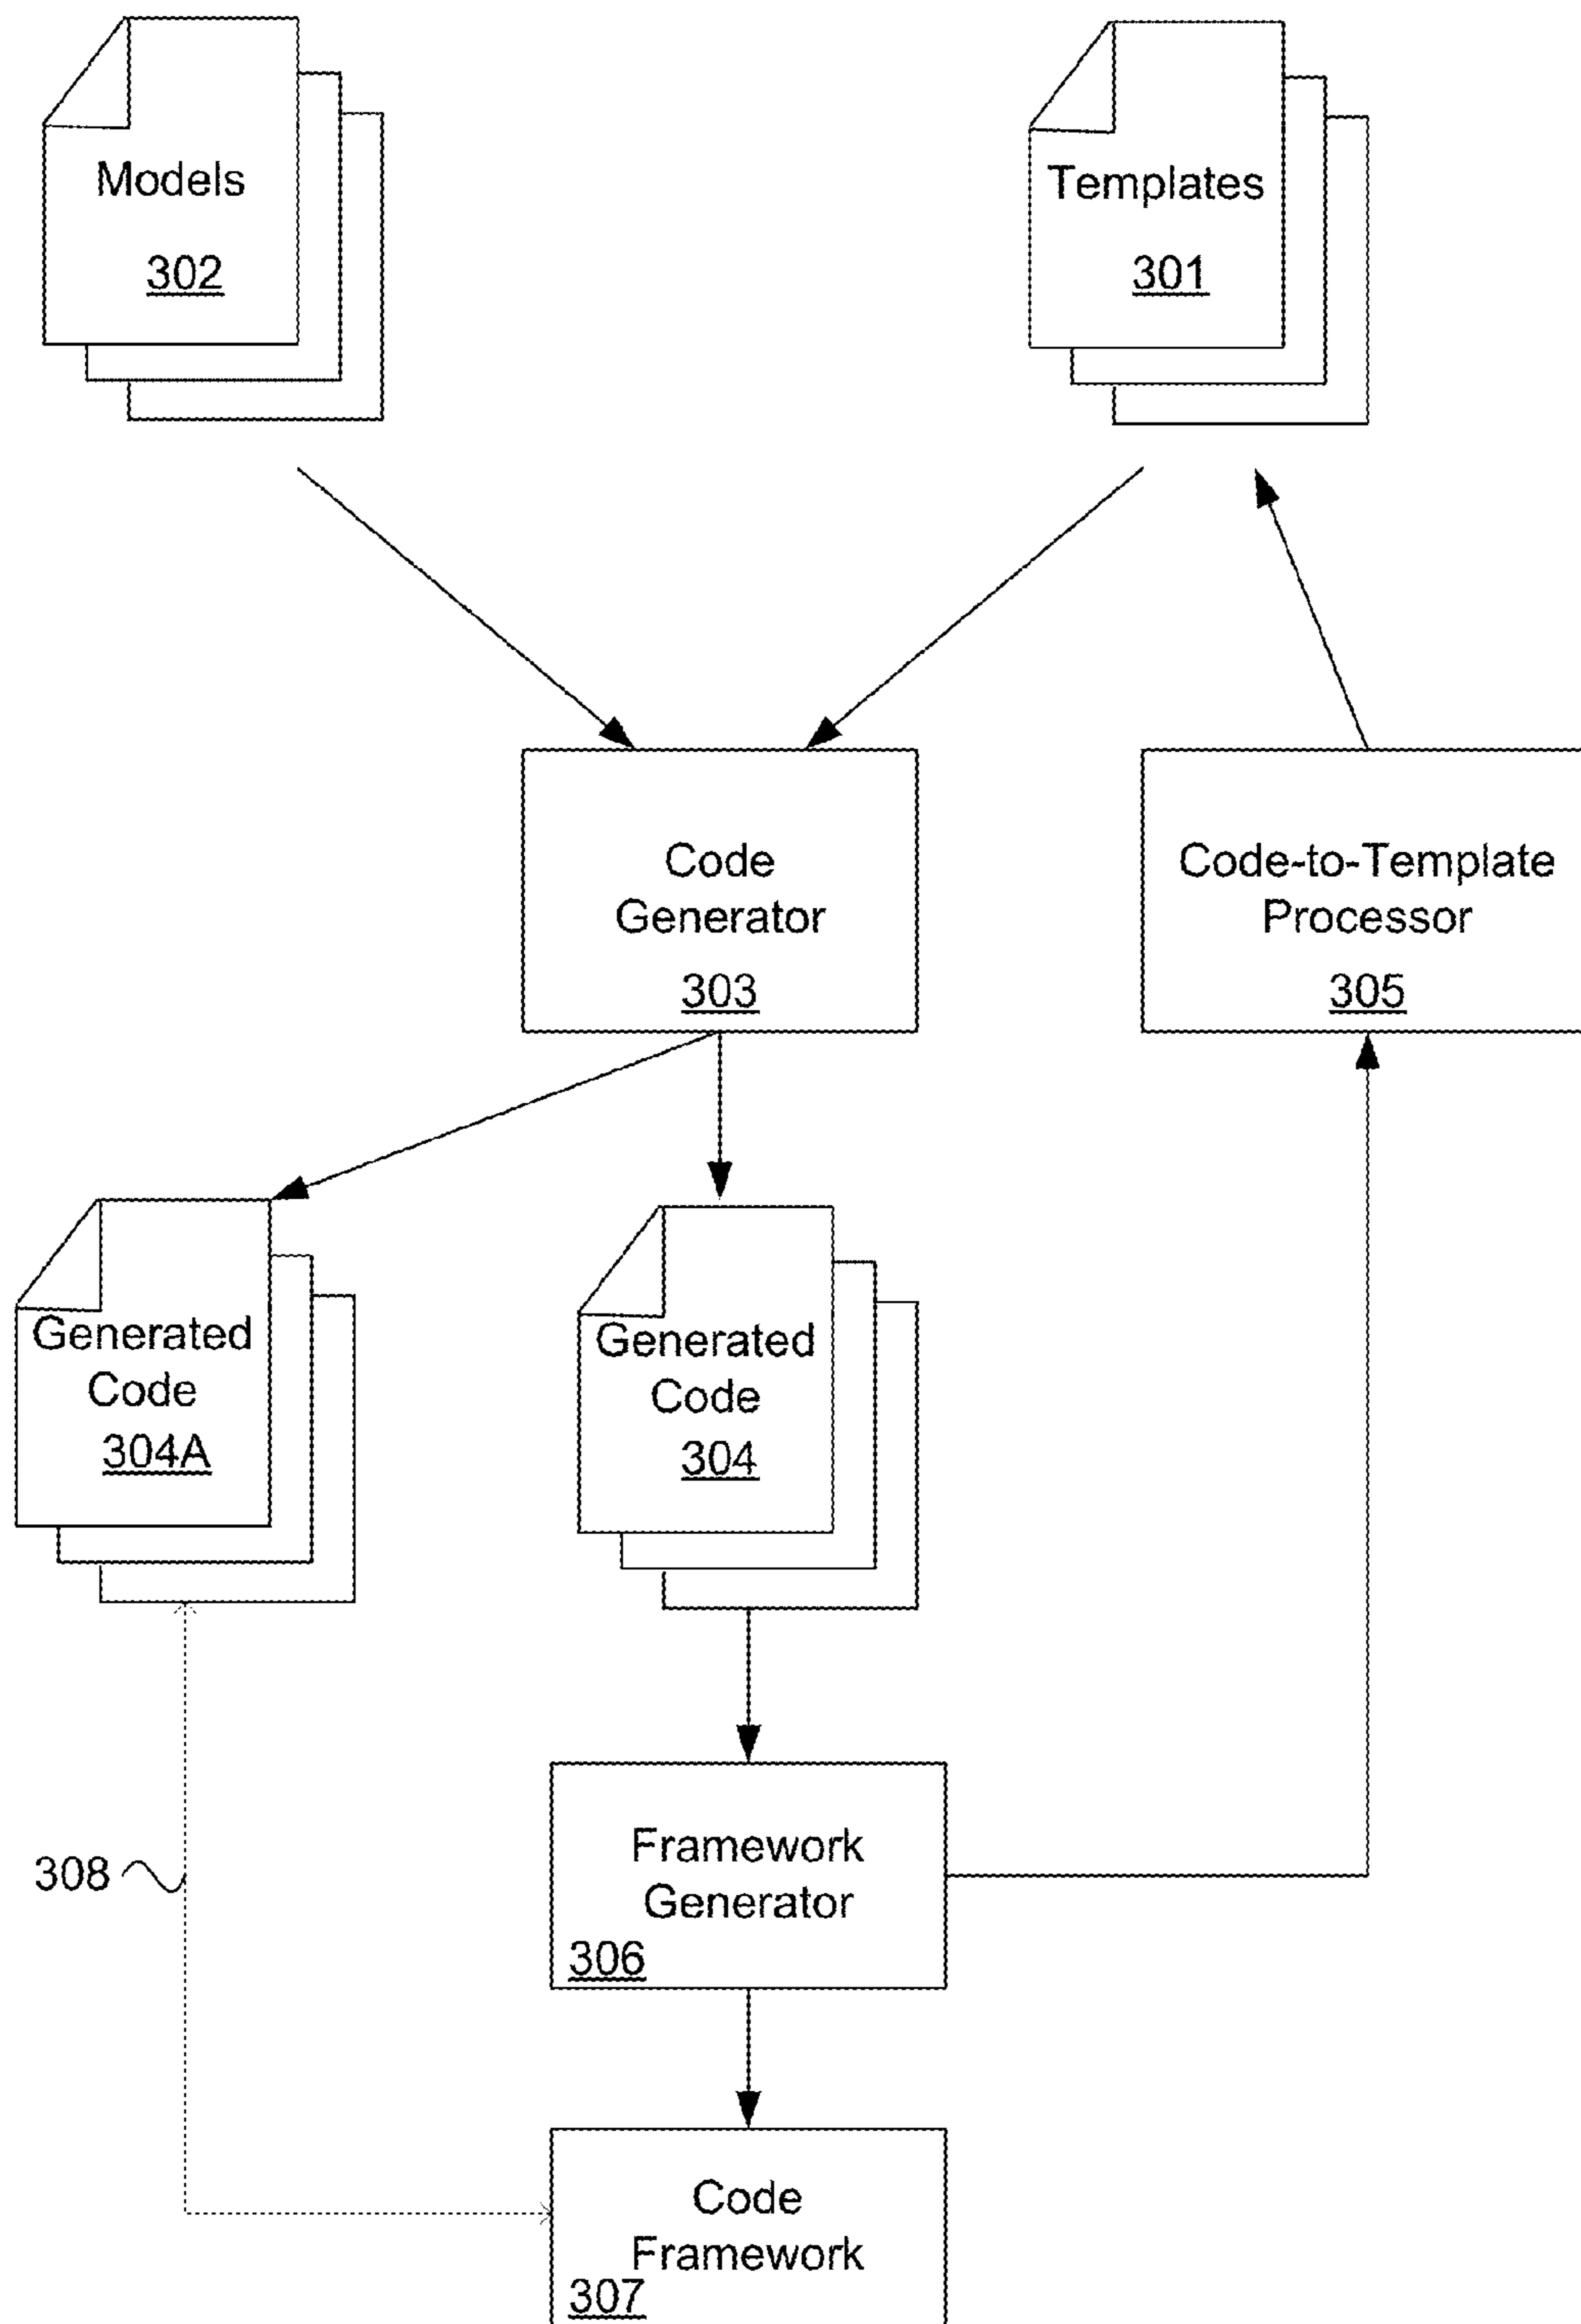 Models
302
Templates
301
Code
Generator
303
Code-to-Template
Processor
305
Generated
Code
304A
Generated
Code
304
308
Framework
Generator
306
Code
Framework
307